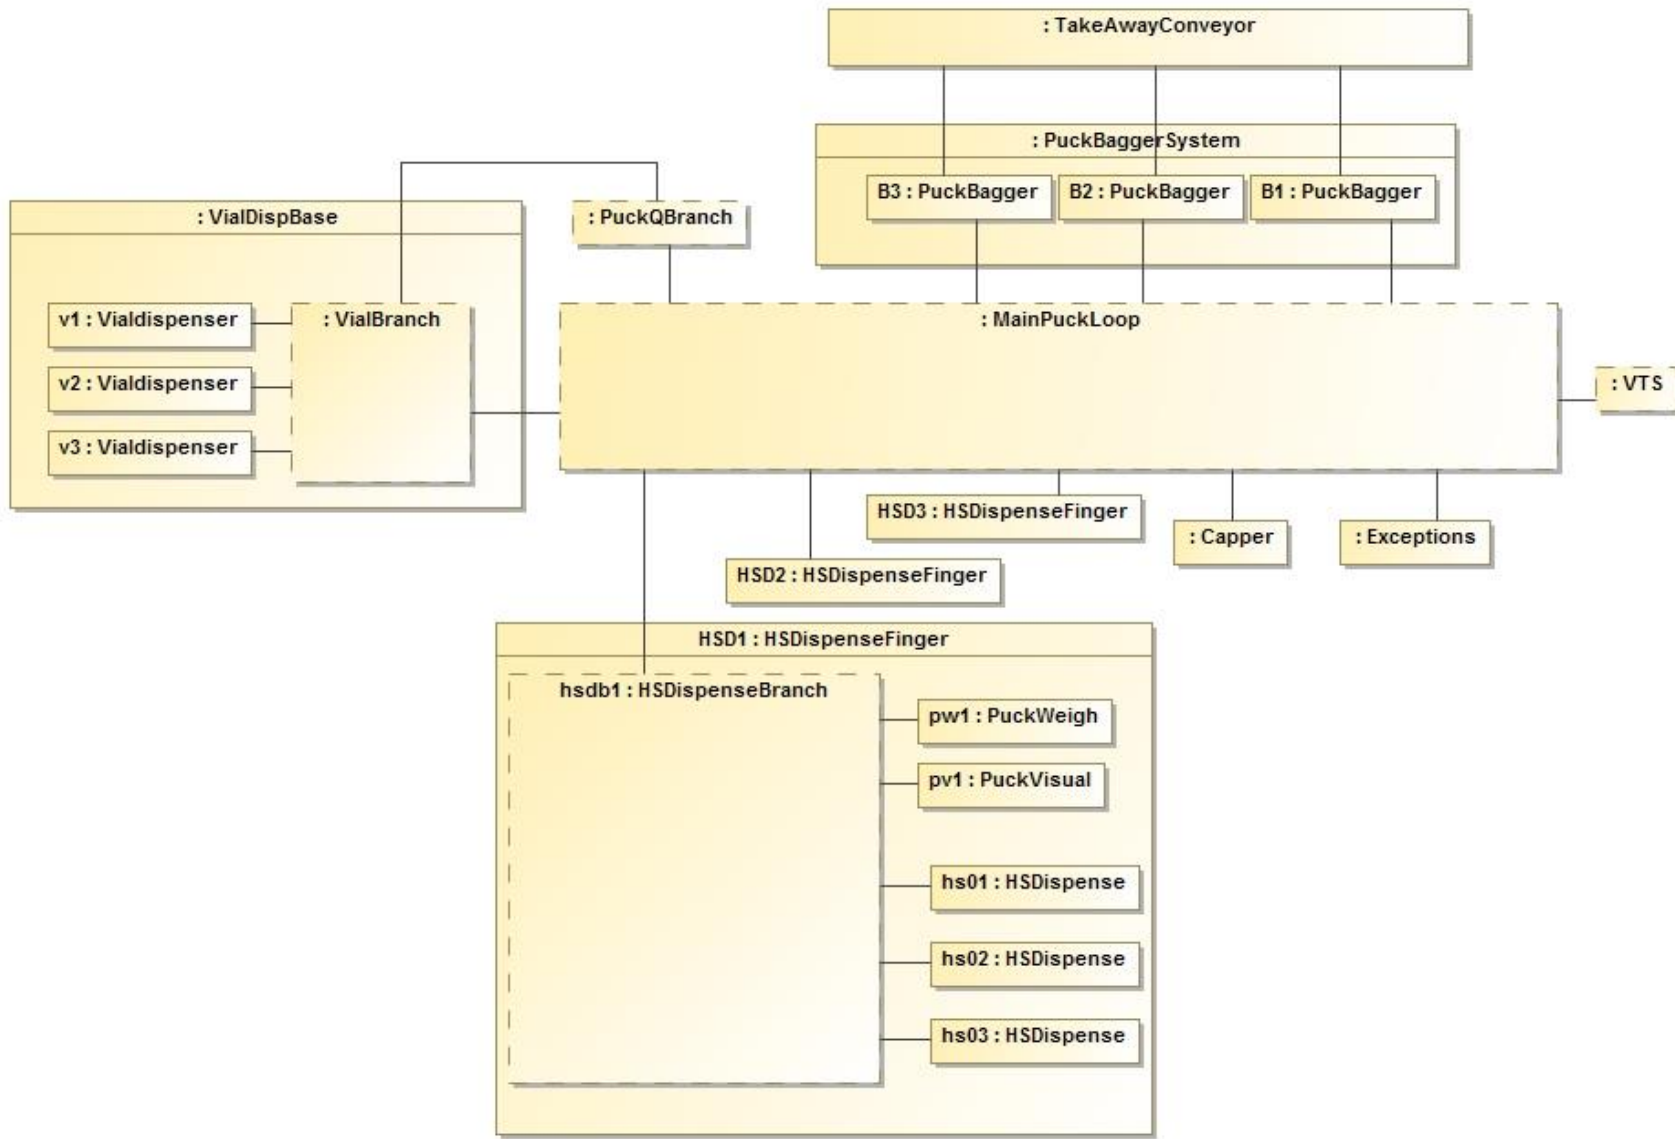 : TakeAwayConveyor
: PuckBaggerSystem
B3 : PuckBagger
B2 : PuckBagger
B1 : PuckBagger
: VialDispBase
: PuckQBranch
v1 : Vialdispenser
: VialBranch
: MainPuckLoop
v2 : Vialdispenser
: VTS
v3 : Vialdispenser
HSD3 : HSDispenseFinger
: Capper
: Exceptions
HSD2 : HSDispenseFinger
HSD1 : HSDispenseFinger
hsdb1 : HSDispenseBranch
pw1 : PuckWeigh
pv1 : PuckVisual
hs01 : HSDispense
hs02 : HSDispense
hs03 : HSDispense